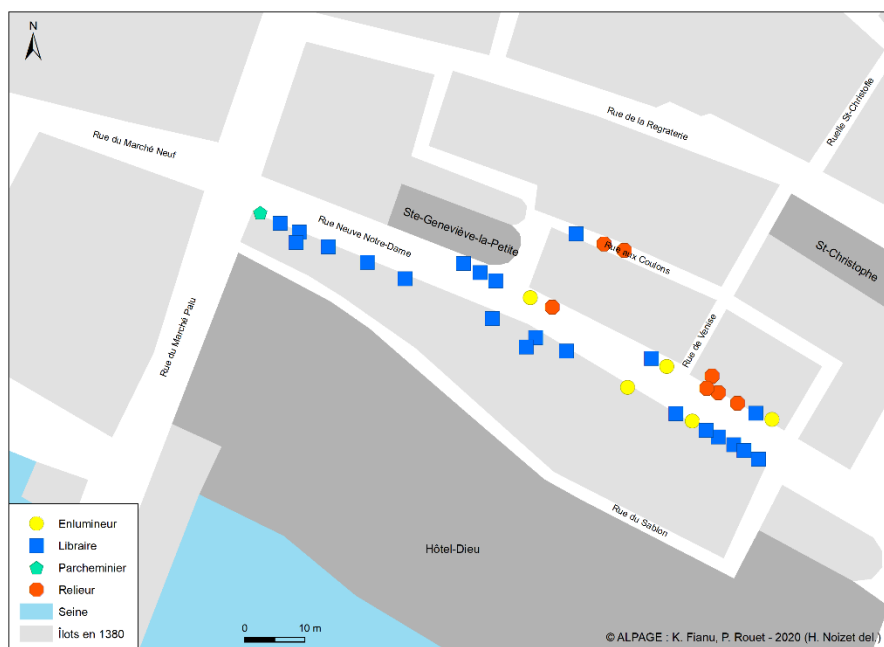 N
Rue du Marché Neuf
Rue de la Regraterie
Ruelle St-Christofle
Ste-Geneviève-la-Petite
Rue Neuve Notre-Dame
Rue aux Coulons
St-Christophe
Rue de Venise
Rue du Marché Palu
Rue du Sablon
Hôtel-Dieu
Enlumineur
Libraire
Parcheminier
Relieur
Seine
Îlots en 1380
0 10 m
© ALPAGE : K. Fianu, P. Rouet - 2020 (H. Noizet del.)